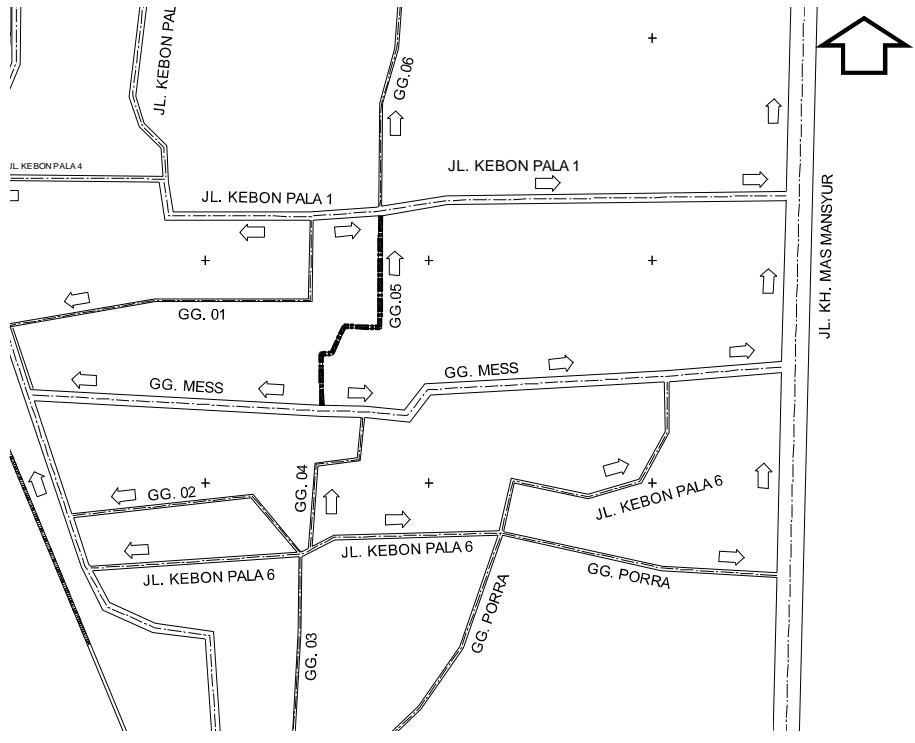 JL. KEBON PAL
GG.06
JL. KEBON PALA 4
JL. KEBON PALA 1
JL. KEBON PALA 1
JL. KH. MAS MANSYUR
GG.05
GG. 01
GG. MESS
GG. MESS
GG. 04
GG. 02
JL. KEBON PALA 6
JL. KEBON PALA 6
JL. KEBON PALA 6
GG. PORRA
GG. PORRA
GG. 03